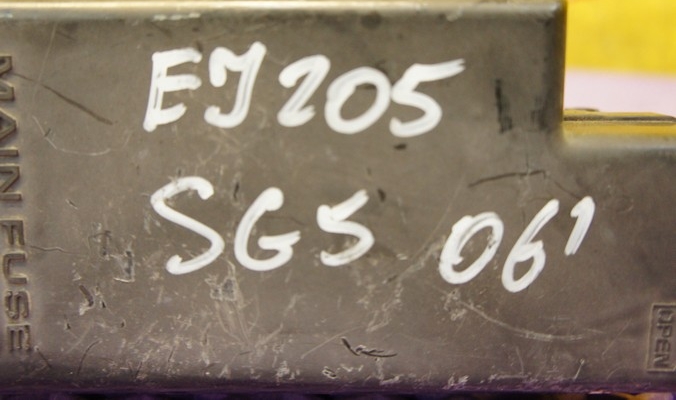 EJ205
SG5 06'
MAIN FUSE
OPEN